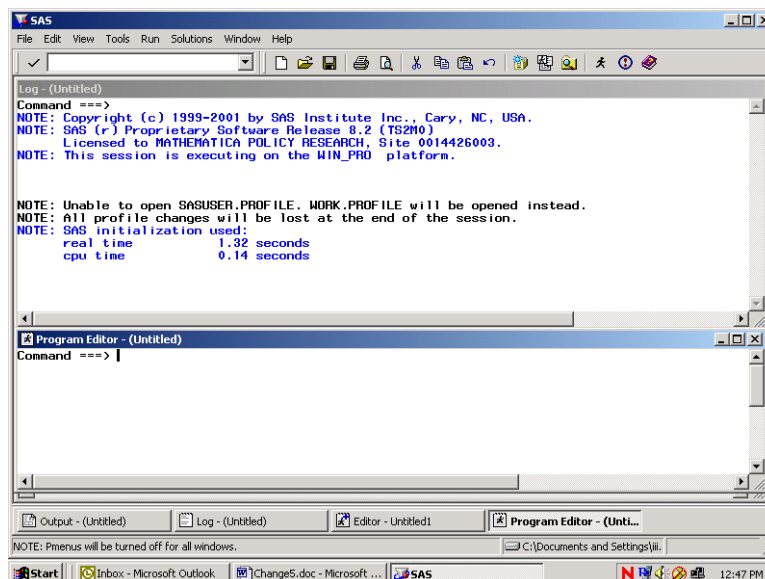 SAS
File Edit View Tools Run Solutions Window Help
Log - (Untitled)
Command ===>
NOTE: Copyright (c) 1999-2001 by SAS Institute Inc., Cary, NC, USA.
NOTE: SAS (r) Proprietary Software Release 8.2 (TS2M0)
Licensed to MATHEMATICA POLICY RESEARCH, Site 0014426003.
NOTE: This session is executing on the WIN_PRO platform.
NOTE: Unable to open SASUSER.PROFILE. WORK.PROFILE will be opened instead.
NOTE: All profile changes will be lost at the end of the session.
NOTE: SAS initialization used:
real time 1.32 seconds
cpu time 0.14 seconds
Program Editor - (Untitled)
Command ===>
Output - (Untitled) Log - (Untitled) Editor - Untitled1 Program Editor - (Unti...
NOTE: Pmenus will be turned off for all windows. C:\Documents and Settings\iii.
Start Inbox - Microsoft Outlook Change5.doc - Microsoft ... SAS N 12:47 PM